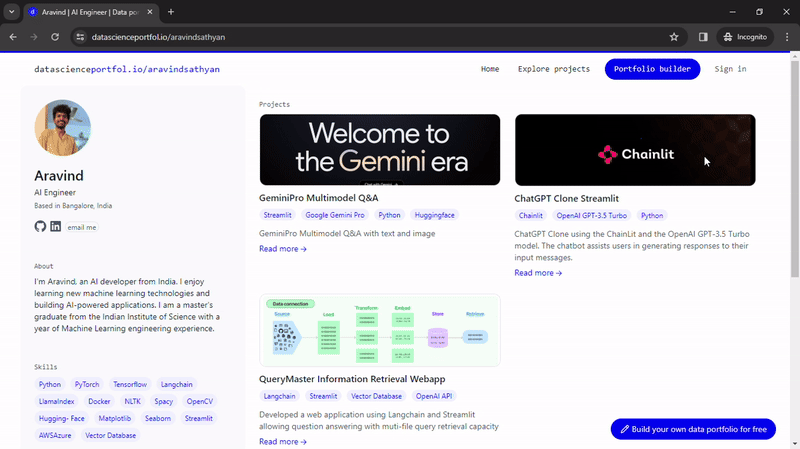 Aravind | AI Engineer | Data por
datascienceportfol.io/aravindsathyan
Incognito
datascienceportfol.io/aravindsathyan
Home
Explore projects
Portfolio builder
Sign in
Aravind
AI Engineer
Based in Bangalore, India
email me
About
I'm Aravind, an AI developer from India. I enjoy
learning new machine learning technologies and
building AI-powered applications. I am a master's
graduate from the Indian Institute of Science with a
year of Machine Learning engineering experience.
Skills
Python PyTorch Tensorflow Langchain
LlamaIndex Docker NLTK Spacy OpenCV
Hugging- Face Matplotlib Seaborn Streamlit
AWSAzure Vector Database
Projects
Welcome to
the Gemini era
Chat with Gemini
GeminiPro Multimodel Q&A
Streamlit Google Gemini Pro Python Huggingface
GeminiPro Multimodel Q&A with text and image
Read more →
Chainlit
ChatGPT Clone Streamlit
Chainlit OpenAI GPT-3.5 Turbo Python
ChatGPT Clone using the ChainLit and the OpenAI GPT-3.5 Turbo
model. The chatbot assists users in generating responses to their
input messages.
Read more →
Data connection
Source Load Transform Embed Store Retrieve
QueryMaster Information Retrieval Webapp
Langchain Streamlit Vector Database OpenAI API
Developed a web application using Langchain and Streamlit
allowing question answering with muti-file query retrieval capacity
Read more →
Build your own data portfolio for free